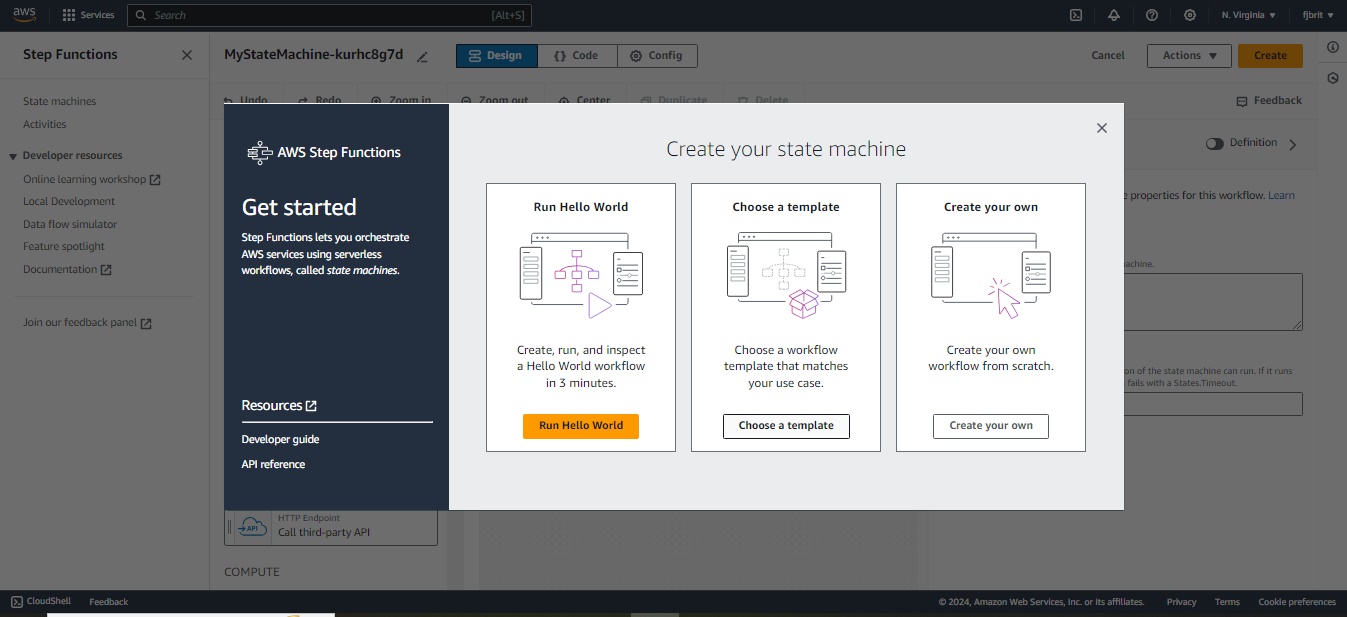 aws
Services
Search
[Alt+S]
N. Virginia
fjbrit
Step Functions
MyStateMachine-kurhc8g7d
Design
{} Code
Config
Cancel
Actions
Create
State machines
Activities
Developer resources
Online learning workshop
Local Development
Data flow simulator
Feature spotlight
Documentation
Join our feedback panel
Undo
Redo
Zoom in
Zoom out
Center
Duplicate
Delete
Feedback
Definition
properties for this workflow. Learn
machine.
of the state machine can run. If it runs
fails with a States.Timeout.
AWS Step Functions
Get started
Step Functions lets you orchestrate
AWS services using serverless
workflows, called state machines.
Resources
Developer guide
API reference
Create your state machine
Run Hello World
Create, run, and inspect
a Hello World workflow
in 3 minutes.
Run Hello World
Choose a template
Choose a workflow
template that matches
your use case.
Choose a template
Create your own
Create your own
workflow from scratch.
Create your own
API
HTTP Endpoint
Call third-party API
COMPUTE
CloudShell
Feedback
© 2024, Amazon Web Services, Inc. or its affiliates.
Privacy
Terms
Cookie preferences